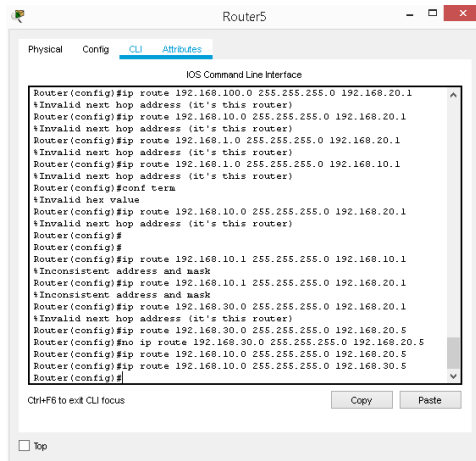 Router5
Physical Config CLI Attributes
IOS Command Line Interface
Router(config)#ip route 192.168.100.0 255.255.255.0 192.168.20.1
%Invalid next hop address (it's this router)
Router(config)#ip route 192.168.10.0 255.255.255.0 192.168.20.1
%Invalid next hop address (it's this router)
Router(config)#ip route 192.168.1.0 255.255.255.0 192.168.20.1
%Invalid next hop address (it's this router)
Router(config)#ip route 192.168.1.0 255.255.255.0 192.168.10.1
%Invalid next hop address (it's this router)
Router(config)#conf term
%Invalid hex value
Router(config)#ip route 192.168.10.0 255.255.255.0 192.168.20.1
%Invalid next hop address (it's this router)
Router(config)#
Router(config)#
Router(config)#ip route 192.168.10.1 255.255.255.0 192.168.10.1
%Inconsistent address and mask
Router(config)#ip route 192.168.10.1 255.255.255.0 192.168.20.1
%Inconsistent address and mask
Router(config)#ip route 192.168.30.0 255.255.255.0 192.168.20.1
%Invalid next hop address (it's this router)
Router(config)#ip route 192.168.30.0 255.255.255.0 192.168.20.5
Router(config)#no ip route 192.168.30.0 255.255.255.0 192.168.20.5
Router(config)#ip route 192.168.10.0 255.255.255.0 192.168.20.5
Router(config)#ip route 192.168.10.0 255.255.255.0 192.168.30.5
Router(config)#
Ctrl+F6 to exit CLI focus
Copy Paste
Top